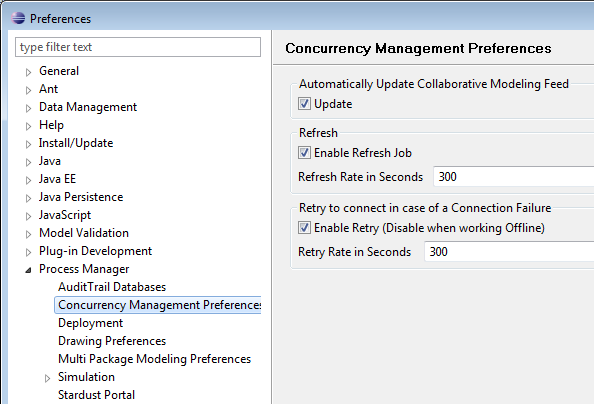 Preferences
type filter text
General
Ant
Data Management
Help
Install/Update
Java
Java EE
Java Persistence
JavaScript
Model Validation
Plug-in Development
Process Manager
AuditTrail Databases
Concurrency Management Preferences
Deployment
Drawing Preferences
Multi Package Modeling Preferences
Simulation
Stardust Portal
Concurrency Management Preferences
Automatically Update Collaborative Modeling Feed
Update
Refresh
Enable Refresh Job
Refresh Rate in Seconds 300
Retry to connect in case of a Connection Failure
Enable Retry (Disable when working Offline)
Retry Rate in Seconds 300